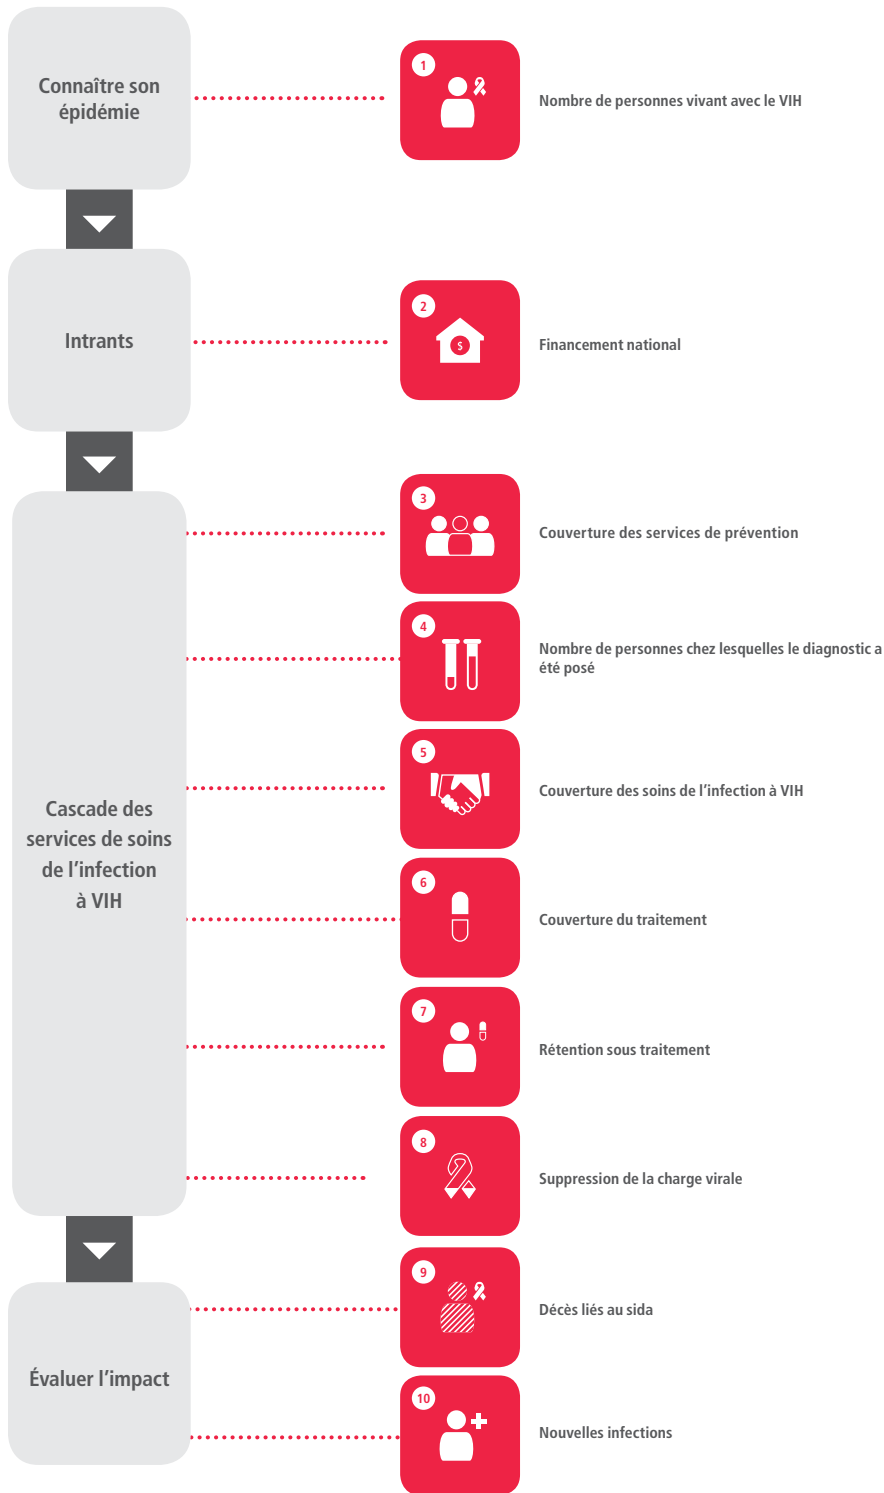 Connaître son
épidémie
1
Nombre de personnes vivant avec le VIH
Intrants
2
$
Financement national
Cascade des
services de soins
de l’infection
à VIH
3
Couverture des services de prévention
4
Nombre de personnes chez lesquelles le diagnostic a
été posé
5
Couverture des soins de l’infection à VIH
6
Couverture du traitement
7
Rétention sous traitement
8
Suppression de la charge virale
Évaluer l’impact
9
Décès liés au sida
10
Nouvelles infections